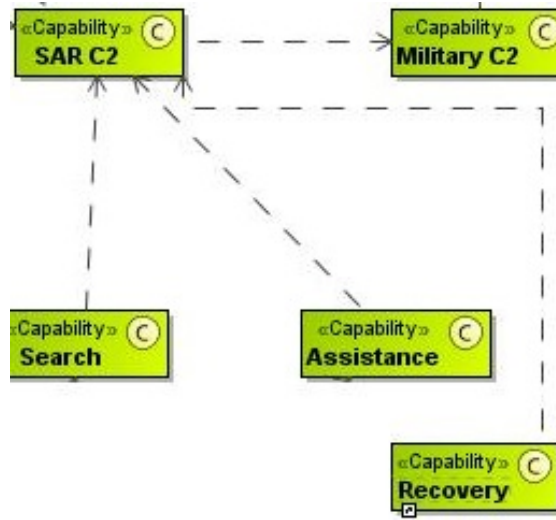 «Capability» C
SAR C2
«Capability» C
Military C2
«Capability» C
Search
«Capability» C
Assistance
«Capability» C
Recovery